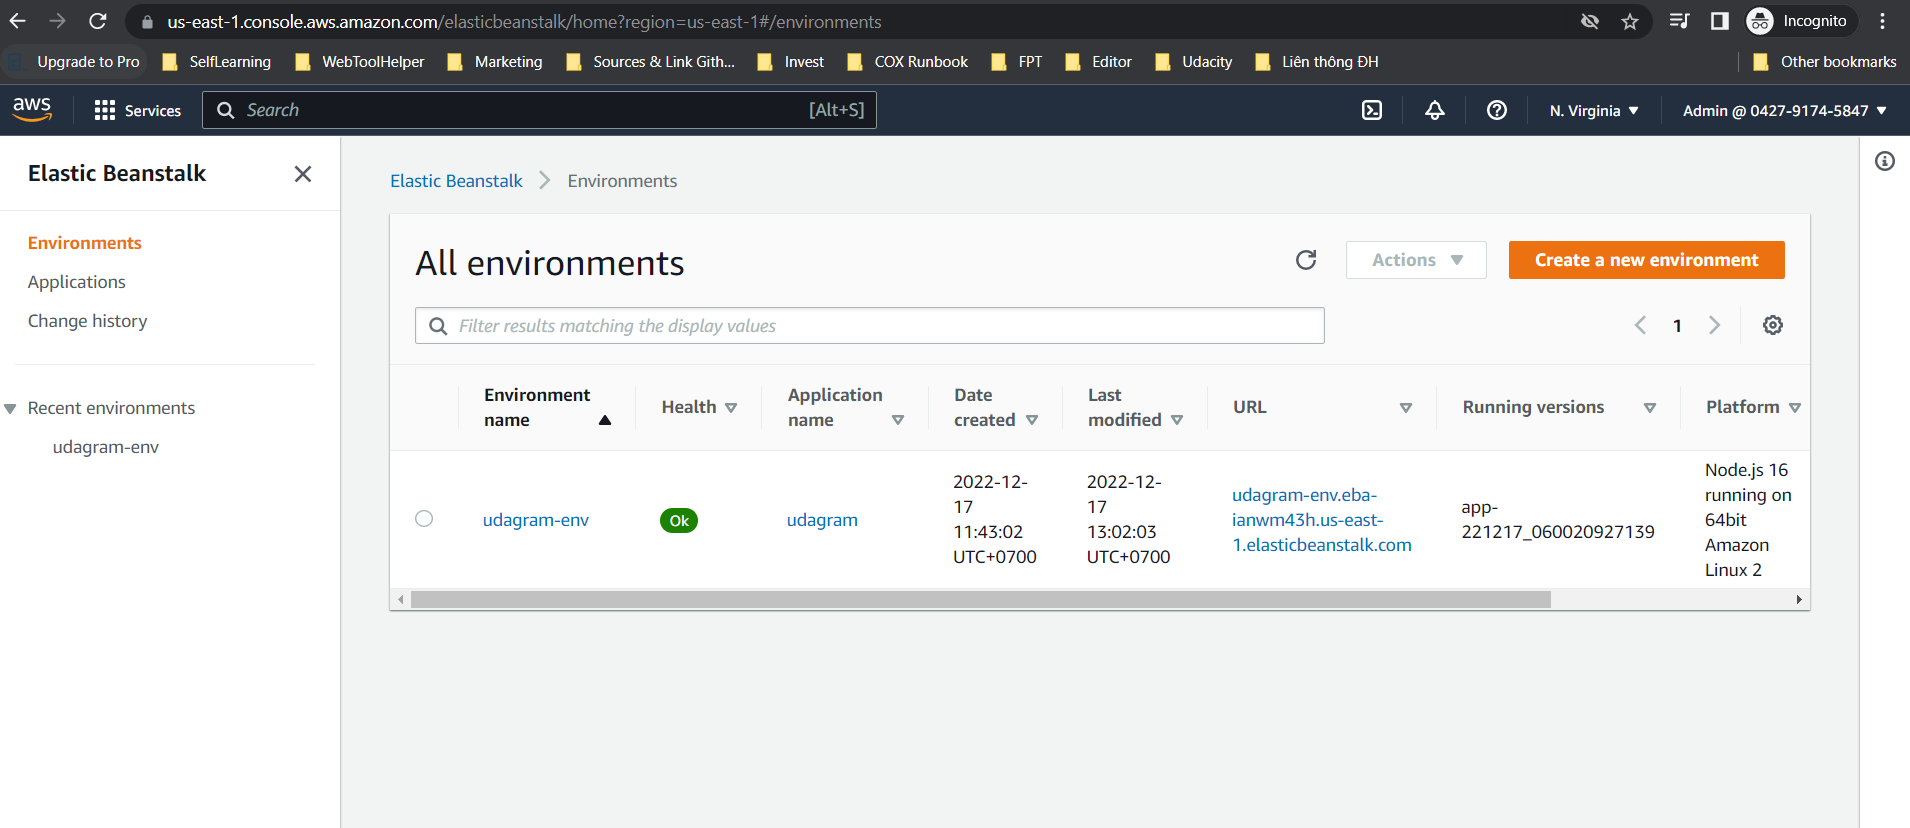 us-east-1.console.aws.amazon.com/elasticbeanstalk/home?region=us-east-1#/environments
Incognito
Upgrade to Pro
SelfLearning
WebToolHelper
Marketing
Sources & Link Gith...
Invest
COX Runbook
FPT
Editor
Udacity
Liên thông ĐH
Other bookmarks
aws
Services
Search
[Alt+S]
N. Virginia
Admin @ 0427-9174-5847
Elastic Beanstalk
Environments
Applications
Change history
Recent environments
udagram-env
Elastic Beanstalk
Environments
All environments
Actions
Create a new environment
Filter results matching the display values
1
Environment
name
Health
Application
name
Date
created
Last
modified
URL
Running versions
Platform
udagram-env
Ok
udagram
2022-12-
17
11:43:02
UTC+0700
2022-12-
17
13:02:03
UTC+0700
udagram-env.eba-
ianwm43h.us-east-
1.elasticbeanstalk.com
app-
221217_060020927139
Node.js 16
running on
64bit
Amazon
Linux 2